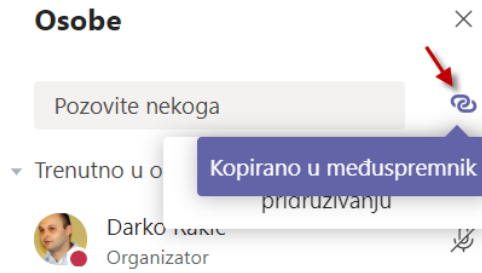 Osobe
Pozovite nekoga
Kopirano u međuspremnik
Trenutno u o
pridruživanju
Darko Rakić
Organizator